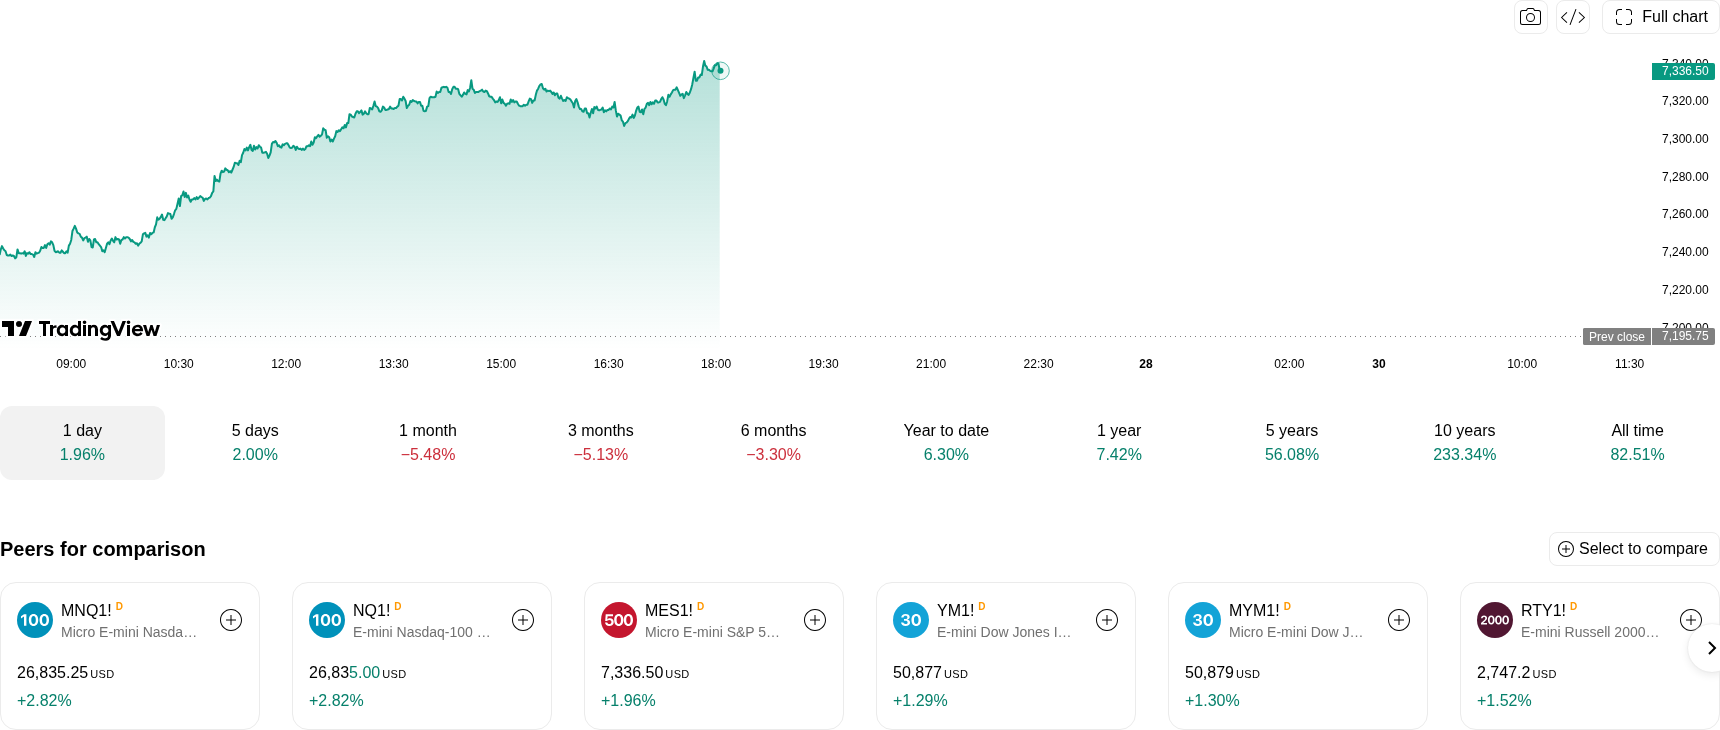 Full chart
7,340.00
7,336.50
7,320.00
7,300.00
7,280.00
7,260.00
7,240.00
7,220.00
7,200.00
Prev close 7,195.75
TradingView
09:00 10:30 12:00 13:30 15:00 16:30 18:00 19:30 21:00 22:30 28 02:00 30 10:00 11:30
1 day 5 days 1 month 3 months 6 months Year to date 1 year 5 years 10 years All time
1.96% 2.00% −5.48% −5.13% −3.30% 6.30% 7.42% 56.08% 233.34% 82.51%
Peers for comparison
Select to compare
100 MNQ1! D
Micro E-mini Nasda…
26,835.25 USD
+2.82%
100 NQ1! D
E-mini Nasdaq-100 …
26,835.00 USD
+2.82%
500 MES1! D
Micro E-mini S&P 5…
7,336.50 USD
+1.96%
30 YM1! D
E-mini Dow Jones I…
50,877 USD
+1.29%
30 MYM1! D
Micro E-mini Dow J…
50,879 USD
+1.30%
2000 RTY1! D
E-mini Russell 2000…
2,747.2 USD
+1.52%